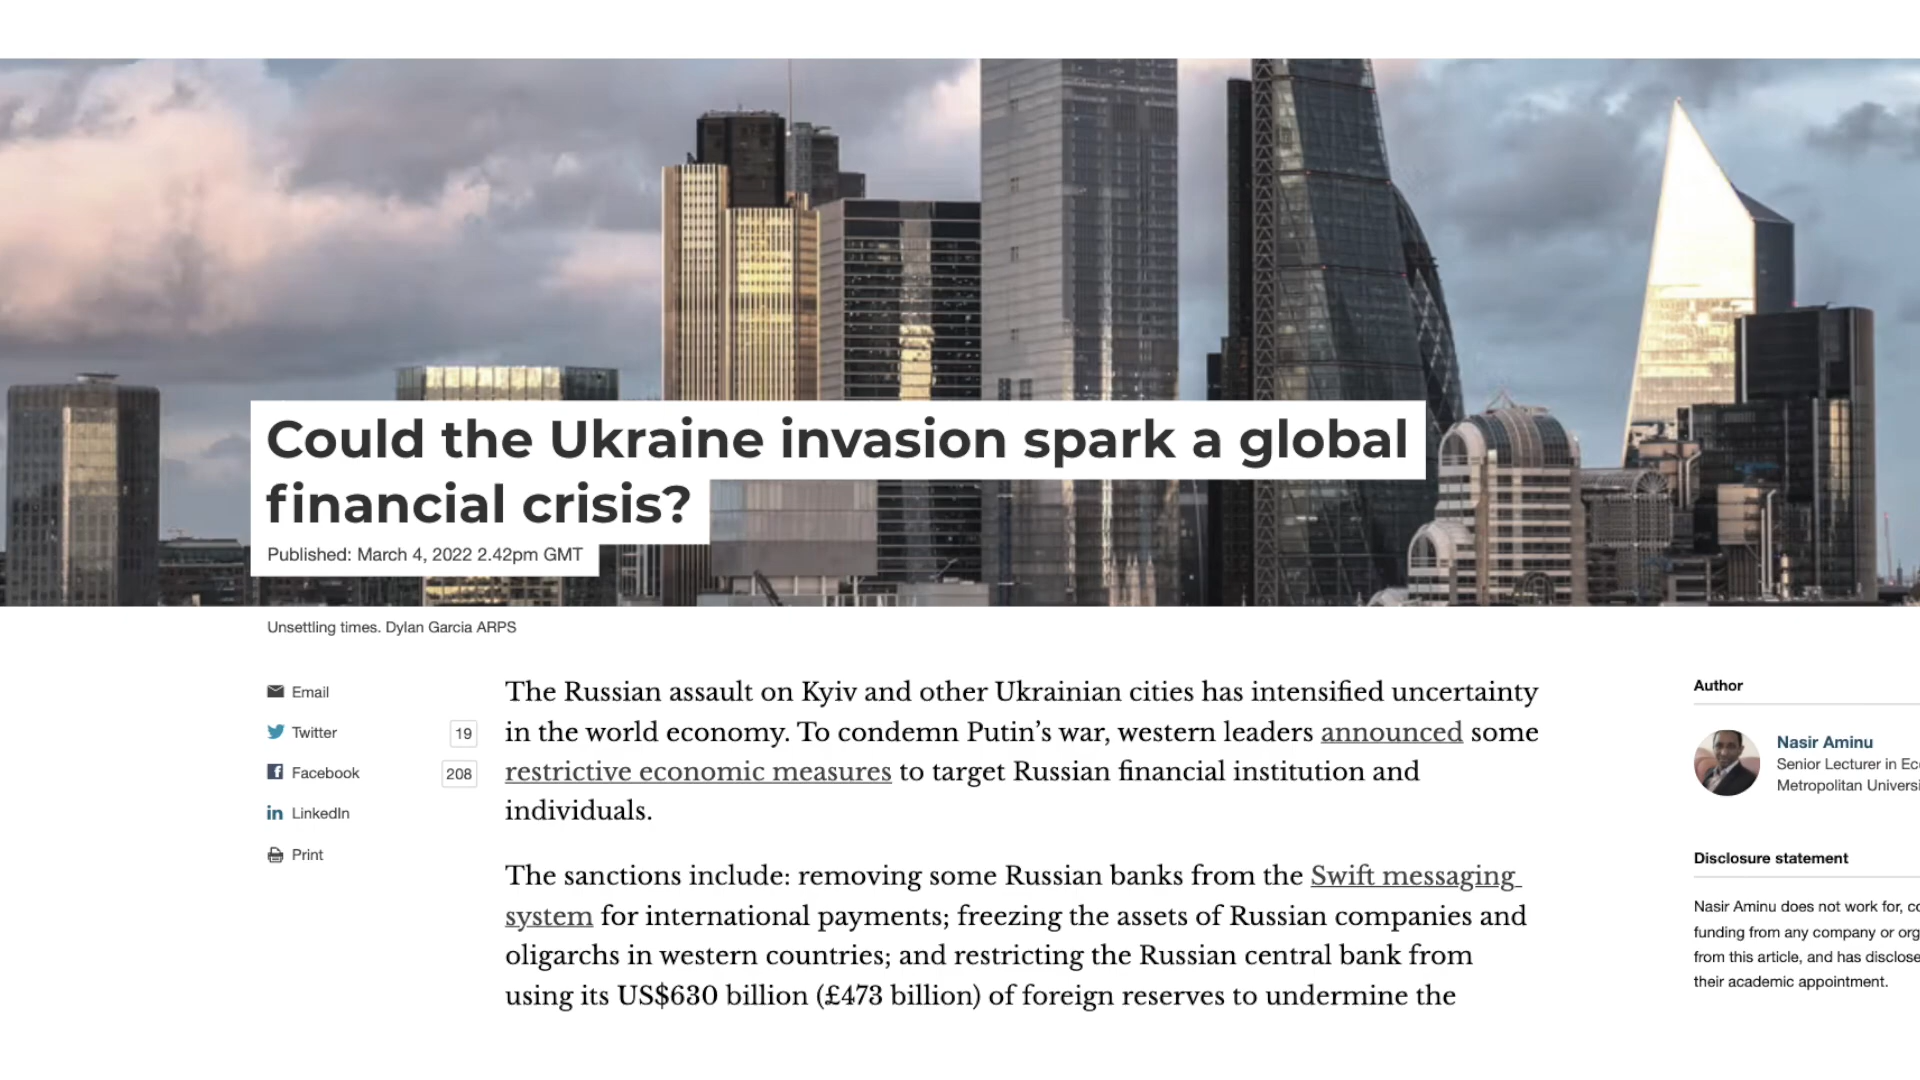 Could the Ukraine invasion spark a global
financial crisis?
Published: March 4, 2022 2.42pm GMT
Unsettling times. Dylan Garcia ARPS
Email
Twitter 19
Facebook 208
LinkedIn
Print
The Russian assault on Kyiv and other Ukrainian cities has intensified uncertainty
in the world economy. To condemn Putin’s war, western leaders announced some
restrictive economic measures to target Russian financial institution and
individuals.
The sanctions include: removing some Russian banks from the Swift messaging
system for international payments; freezing the assets of Russian companies and
oligarchs in western countries; and restricting the Russian central bank from
using its US$630 billion (£473 billion) of foreign reserves to undermine the
Author
Nasir Aminu
Senior Lecturer in Ec
Metropolitan Universi
Disclosure statement
Nasir Aminu does not work for, co
funding from any company or org
from this article, and has disclose
their academic appointment.